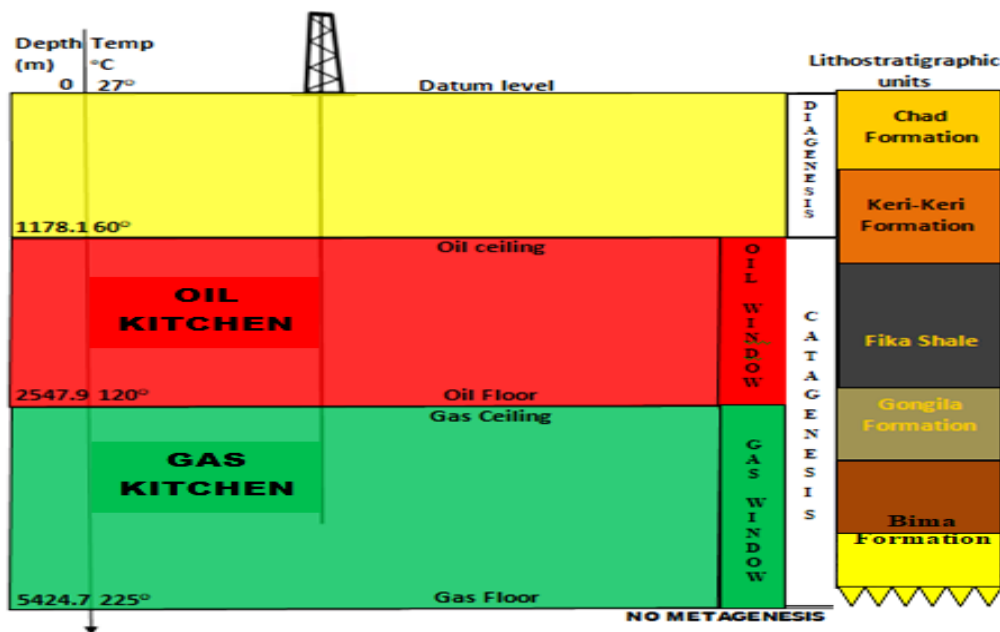 Depth Temp
(m) °C
0 27°
Datum level
Lithostratigraphic
units
DIAGENESIS
Chad
Formation
Keri-Keri
Formation
1178.1 60°
Oil ceiling
OIL
KITCHEN
OIL WINDOW
CATAGENESIS
Fika Shale
2547.9 120°
Oil Floor
Gas Ceiling
Gongila
Formation
GAS
KITCHEN
GAS WINDOW
Bima
Formation
5424.7 225°
Gas Floor
NO METAGENESIS